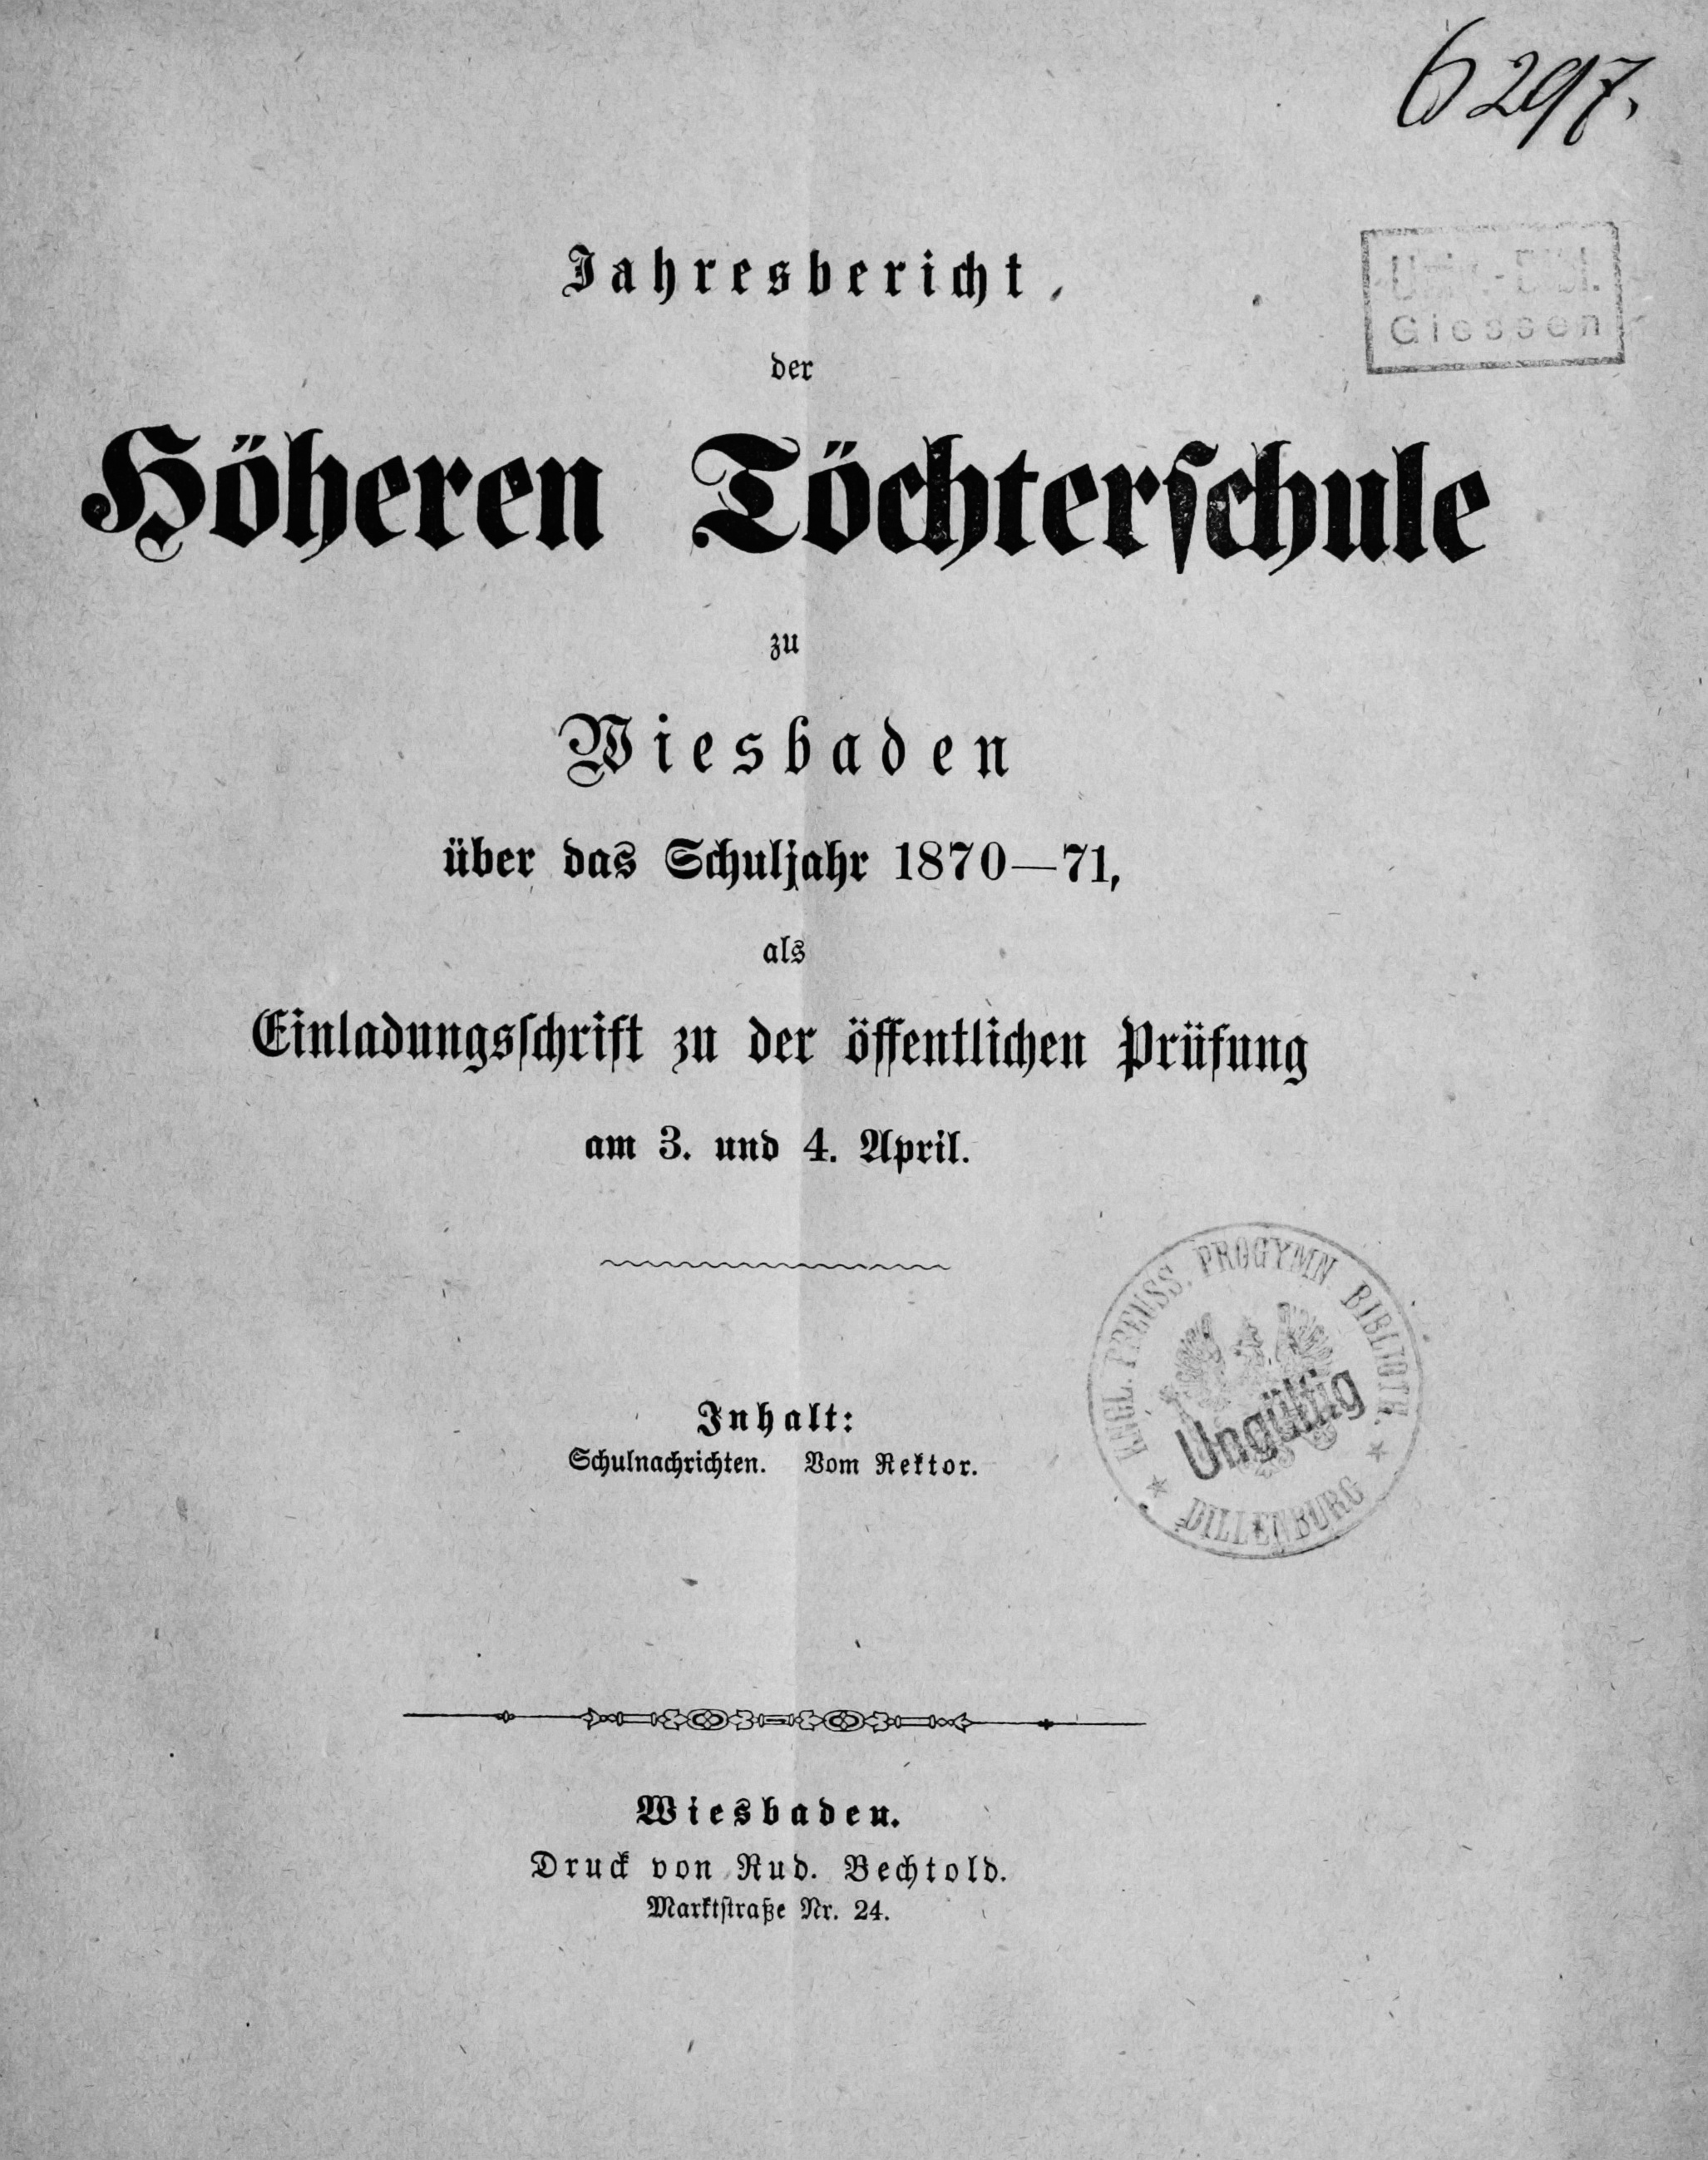 6297.
Univ.-Bibl.
Giessen
Jahresbericht
der
Höheren Töchterſchule
zu
Wiesbaden
über das Schuljahr 1870—71,
als
Einladungsſchrift zu der öffentlichen Prüfung
am 3. und 4. April.
KNGL. PREUSS. PROGYMN. BIBLIOTH.
Ungültig
* DILLENBURG *
Inhalt:
Schulnachrichten. Vom Rektor.
Wiesbaden.
Druck von Rud. Bechtold.
Marktſtraße Nr. 24.